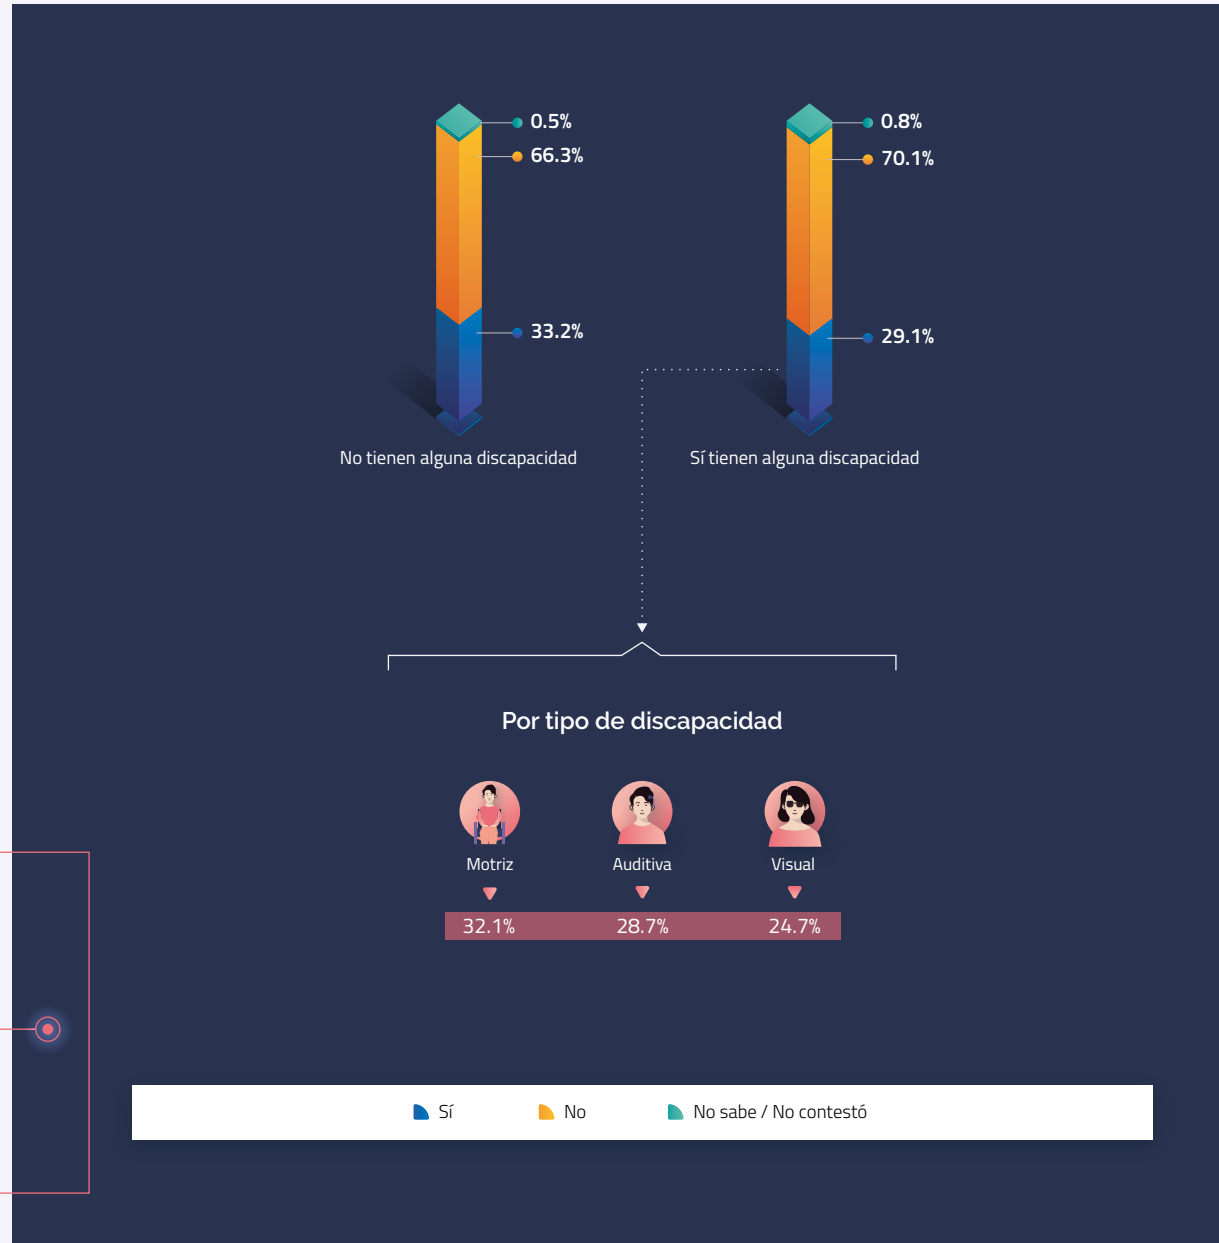 0.5%
66.3%
33.2%
No tienen alguna discapacidad
0.8%
70.1%
29.1%
Sí tienen alguna discapacidad
Por tipo de discapacidad
Motriz
Auditiva
Visual
32.1%
28.7%
24.7%
Sí
No
No sabe / No contestó